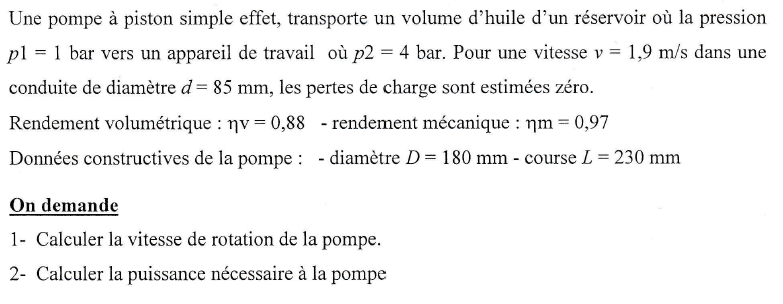 Une pompe à piston simple effet, transporte un volume d'huile d'un réservoir où la pression
p1 = 1 bar vers un appareil de travail où p2 = 4 bar. Pour une vitesse v = 1,9 m/s dans une
conduite de diamètre d = 85 mm, les pertes de charge sont estimées zéro.
Rendement volumétrique : ηv = 0,88 - rendement mécanique : ηm = 0,97
Données constructives de la pompe : - diamètre D = 180 mm - course L = 230 mm
On demande
1- Calculer la vitesse de rotation de la pompe.
2- Calculer la puissance nécessaire à la pompe